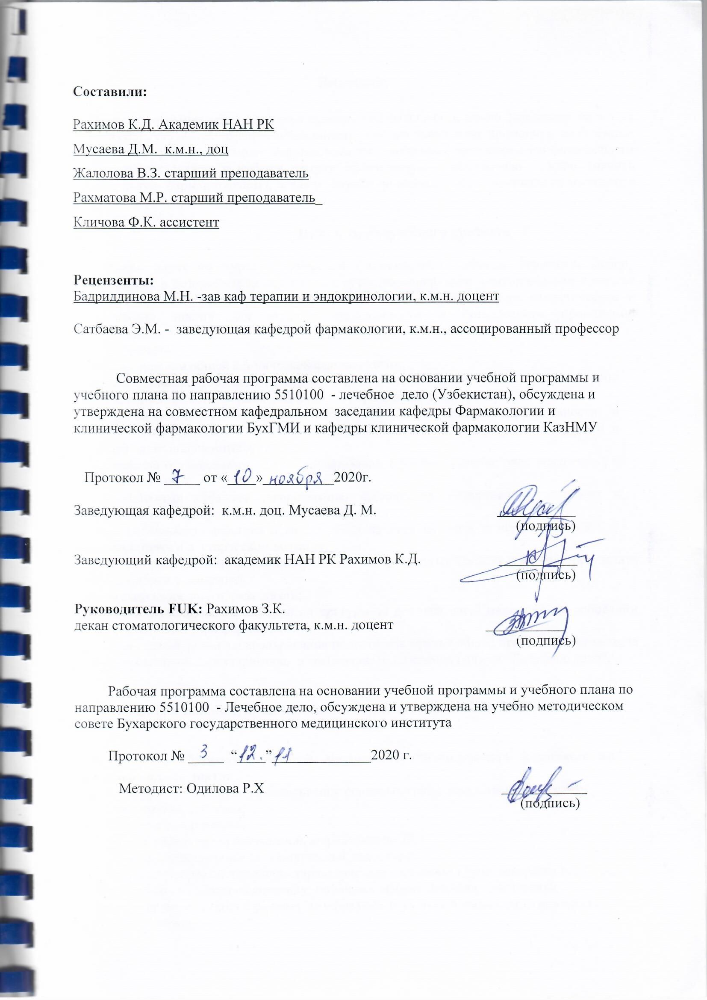 Составили:
Рахимов К.Д. Академик НАН РК
Мусаева Д.М. к.м.н., доц
Жалолова В.З. старший преподаватель
Рахматова М.Р. старший преподаватель_
Кличова Ф.К. ассистент
Рецензенты:
Бадриддинова М.Н. -зав каф терапии и эндокринологии, к.м.н. доцент
Сатбаева Э.М. - заведующая кафедрой фармакологии, к.м.н., ассоциированный профессор
Совместная рабочая программа составлена на основании учебной программы и
учебного плана по направлению 5510100 - лечебное дело (Узбекистан), обсуждена и
утверждена на совместном кафедральном заседании кафедры Фармакологии и
клинической фармакологии БухГМИ и кафедры клинической фармакологии КазНМУ
Протокол № 7 от «10» ноября 2020г.
Заведующая кафедрой: к.м.н. доц. Мусаева Д. М.
(подпись)
Заведующий кафедрой: академик НАН РК Рахимов К.Д.
(подпись)
Руководитель FUK: Рахимов З.К.
декан стоматологического факультета, к.м.н. доцент
(подпись)
Рабочая программа составлена на основании учебной программы и учебного плана по
направлению 5510100 - Лечебное дело, обсуждена и утверждена на учебно методическом
совете Бухарского государственного медицинского института
Протокол № 3 “12.” 11 2020 г.
Методист: Одилова Р.Х
(подпись)